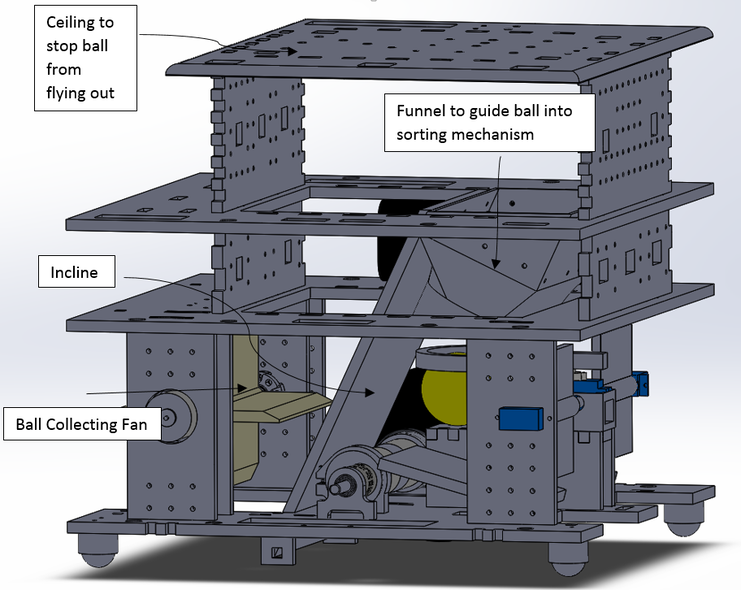 Ceiling to
stop ball
from
flying out
Funnel to guide ball into
sorting mechanism
Incline
Ball Collecting Fan